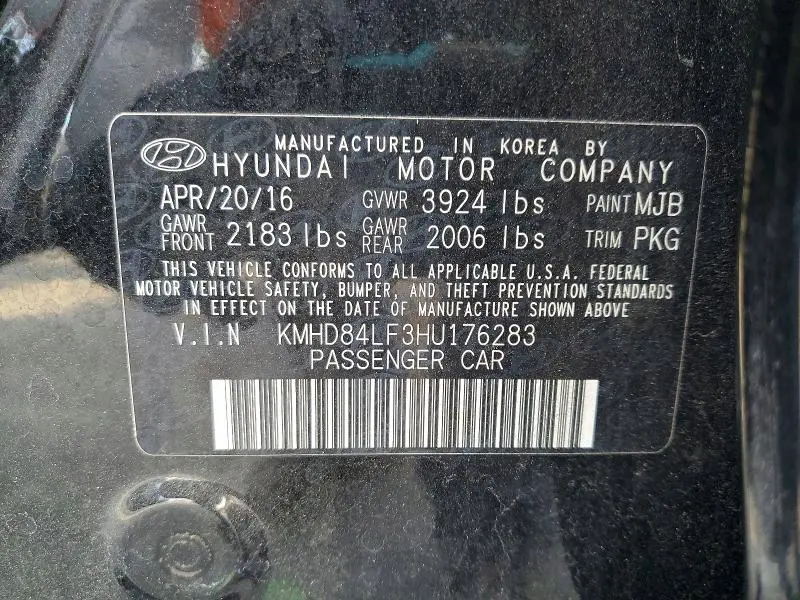 MANUFACTURED IN KOREA BY
HYUNDAI MOTOR COMPANY
APR/20/16 GVWR 3924 lbs PAINT MJB
GAWR FRONT 2183 lbs GAWR REAR 2006 lbs TRIM PKG
THIS VEHICLE CONFORMS TO ALL APPLICABLE U.S.A. FEDERAL
MOTOR VEHICLE SAFETY, BUMPER, AND THEFT PREVENTION STANDARDS
IN EFFECT ON THE DATE OF MANUFACTURE SHOWN ABOVE
V.I.N KMHD84LF3HU176283
PASSENGER CAR